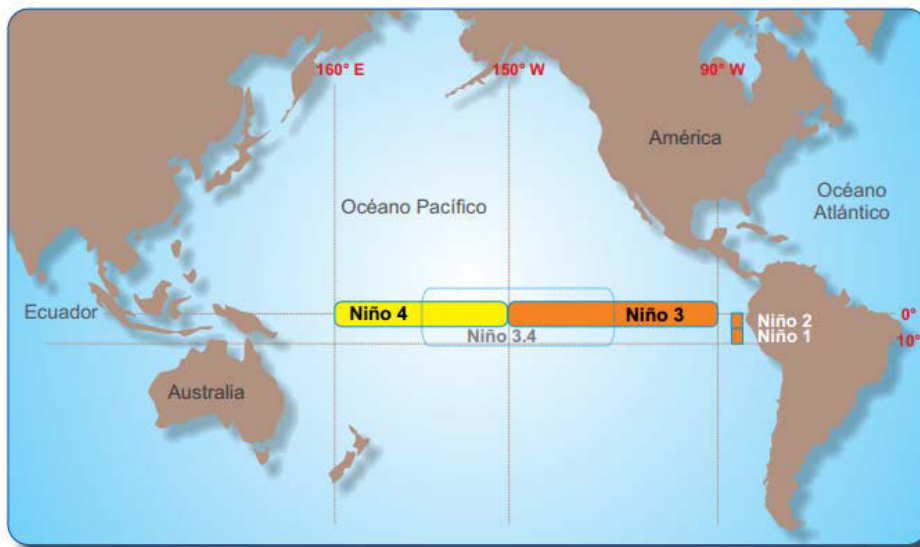 160° E
150° W
90° W
América
Océano Pacífico
Océano
Atlántico
Ecuador
Niño 4
Niño 3
Niño 2
0°
Niño 3.4
Niño 1
10°
Australia